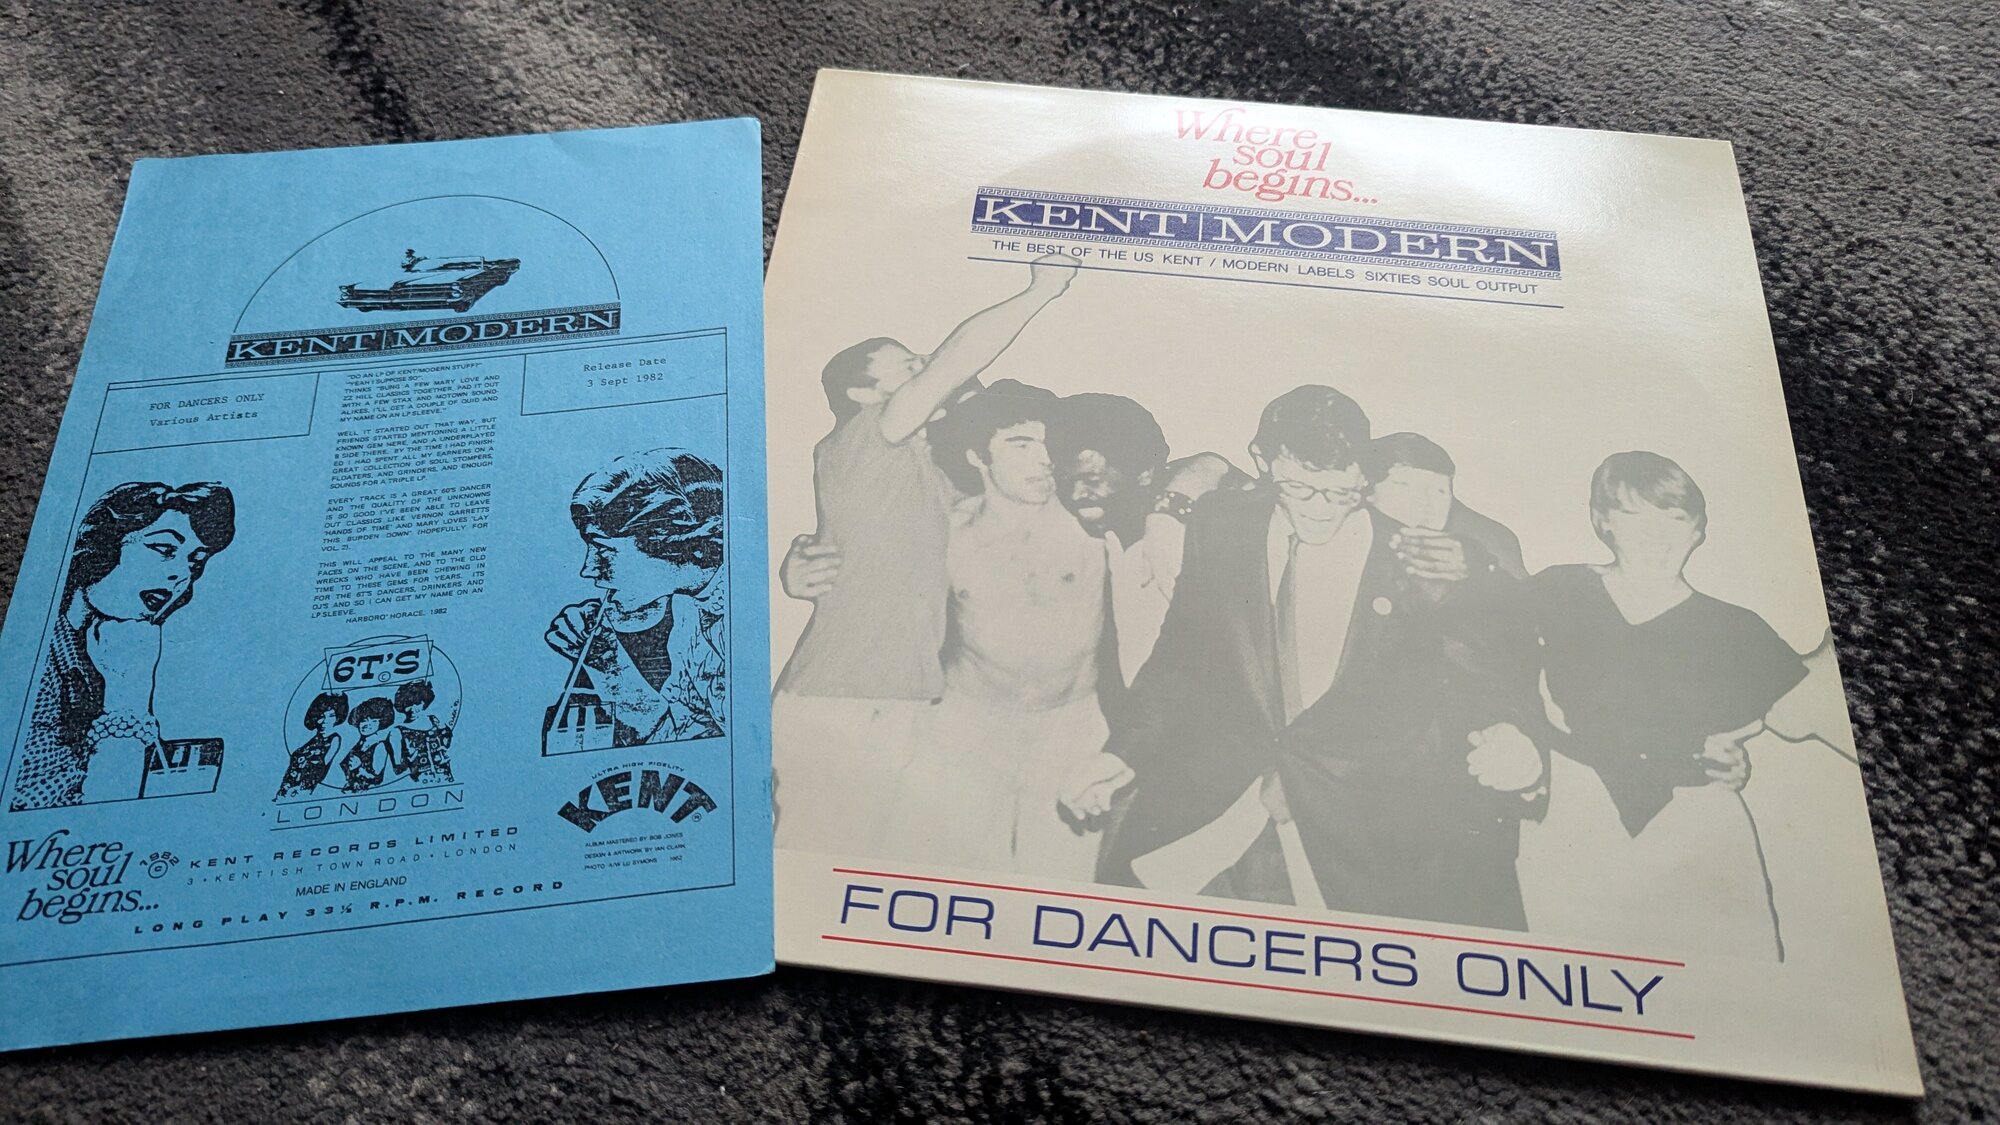 KENT MODERN
FOR DANCERS ONLY
Various Artists
Release Date
3 Sept 1982
"DO AN LP OF KENT/MODERN STUFF?"
"YEAH I SUPPOSE SO".
THINKS "BUNG A FEW MARY LOVE AND
ZZ HILL CLASSICS TOGETHER, PAD IT OUT
WITH A FEW STAX AND MOTOWN SOUND-
ALIKES. I'LL GET A COUPLE OF QUID AND
MY NAME ON AN LP SLEEVE."
WELL IT STARTED OUT THAT WAY, BUT
FRIENDS STARTED MENTIONING A LITTLE
KNOWN GEM HERE, AND A UNDERPLAYED
B SIDE THERE. BY THE TIME I HAD FINISH-
ED I HAD SPENT ALL MY EARNERS ON A
GREAT COLLECTION OF SOUL STOMPERS,
FLOATERS, AND GRINDERS, AND ENOUGH
SOUNDS FOR A TRIPLE LP.
EVERY TRACK IS A GREAT 60'S DANCER
AND THE QUALITY OF THE UNKNOWNS
IS SO GOOD I'VE BEEN ABLE TO LEAVE
OUT CLASSICS LIKE VERNON GARRETTS
'HANDS OF TIME' AND MARY LOVES 'LAY
THIS BURDEN DOWN' (HOPEFULLY FOR
VOL. 2).
THIS WILL APPEAL TO THE MANY NEW
FACES ON THE SCENE, AND TO THE OLD
WRECKS WHO HAVE BEEN CHEWING IN
TIME TO THESE GEMS FOR YEARS. ITS
FOR THE 6T'S DANCERS, DRINKERS AND
DJ'S AND SO I CAN GET MY NAME ON AN
LP SLEEVE.
HARBORO' HORACE, 1982
6T'S
©
LONDON
ULTRA HIGH FIDELITY
KENT ®
ALBUM MASTERED BY BOB JONES
DESIGN & ARTWORK BY IAN CLARK
PHOTO A/W LU SYMONS 1982
Where
soul
begins...
1982
©
KENT RECORDS LIMITED
3 • KENTISH TOWN ROAD • LONDON
MADE IN ENGLAND
LONG PLAY 33⅓ R.P.M. RECORD
Where
soul
begins...
KENT MODERN
THE BEST OF THE US KENT / MODERN LABELS SIXTIES SOUL OUTPUT
FOR DANCERS ONLY